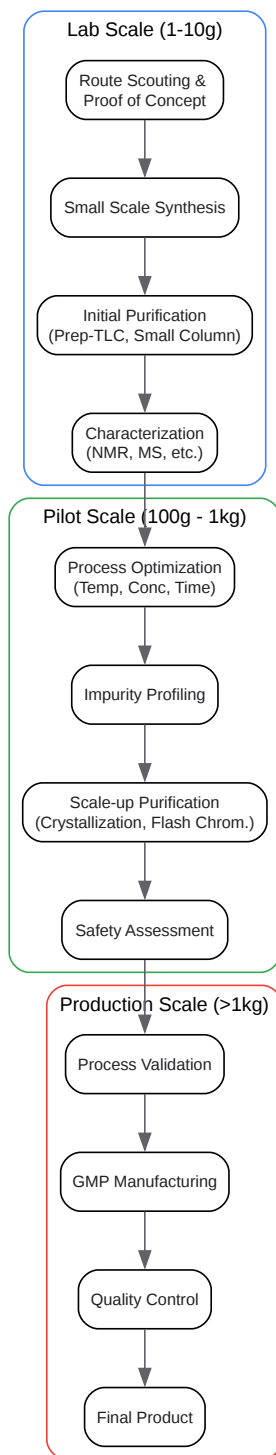 Lab Scale (1-10g)
Route Scouting &
Proof of Concept
Small Scale Synthesis
Initial Purification
(Prep-TLC, Small Column)
Characterization
(NMR, MS, etc.)
Pilot Scale (100g - 1kg)
Process Optimization
(Temp, Conc, Time)
Impurity Profiling
Scale-up Purification
(Crystallization, Flash Chrom.)
Safety Assessment
Production Scale (>1kg)
Process Validation
GMP Manufacturing
Quality Control
Final Product